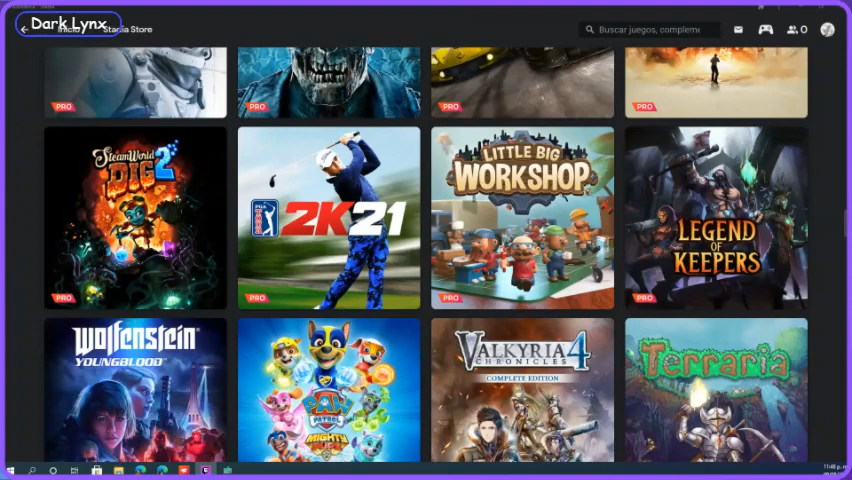 Dark Lynx
Inicio
Stadia Store
Buscar juegos, compleme
0
PRO
PRO
PRO
PRO
SteamWorld
DIG 2
PRO
PGA
TOUR
2K21
PRO
LITTLE BIG
WORKSHOP
PRO
LEGEND
OF
KEEPERS
PRO
Wolfenstein
YOUNGBLOOD
PAW
PATROL
MIGHTY
PUPS
VALKYRIA
CHRONICLES 4
COMPLETE EDITION
Terraria